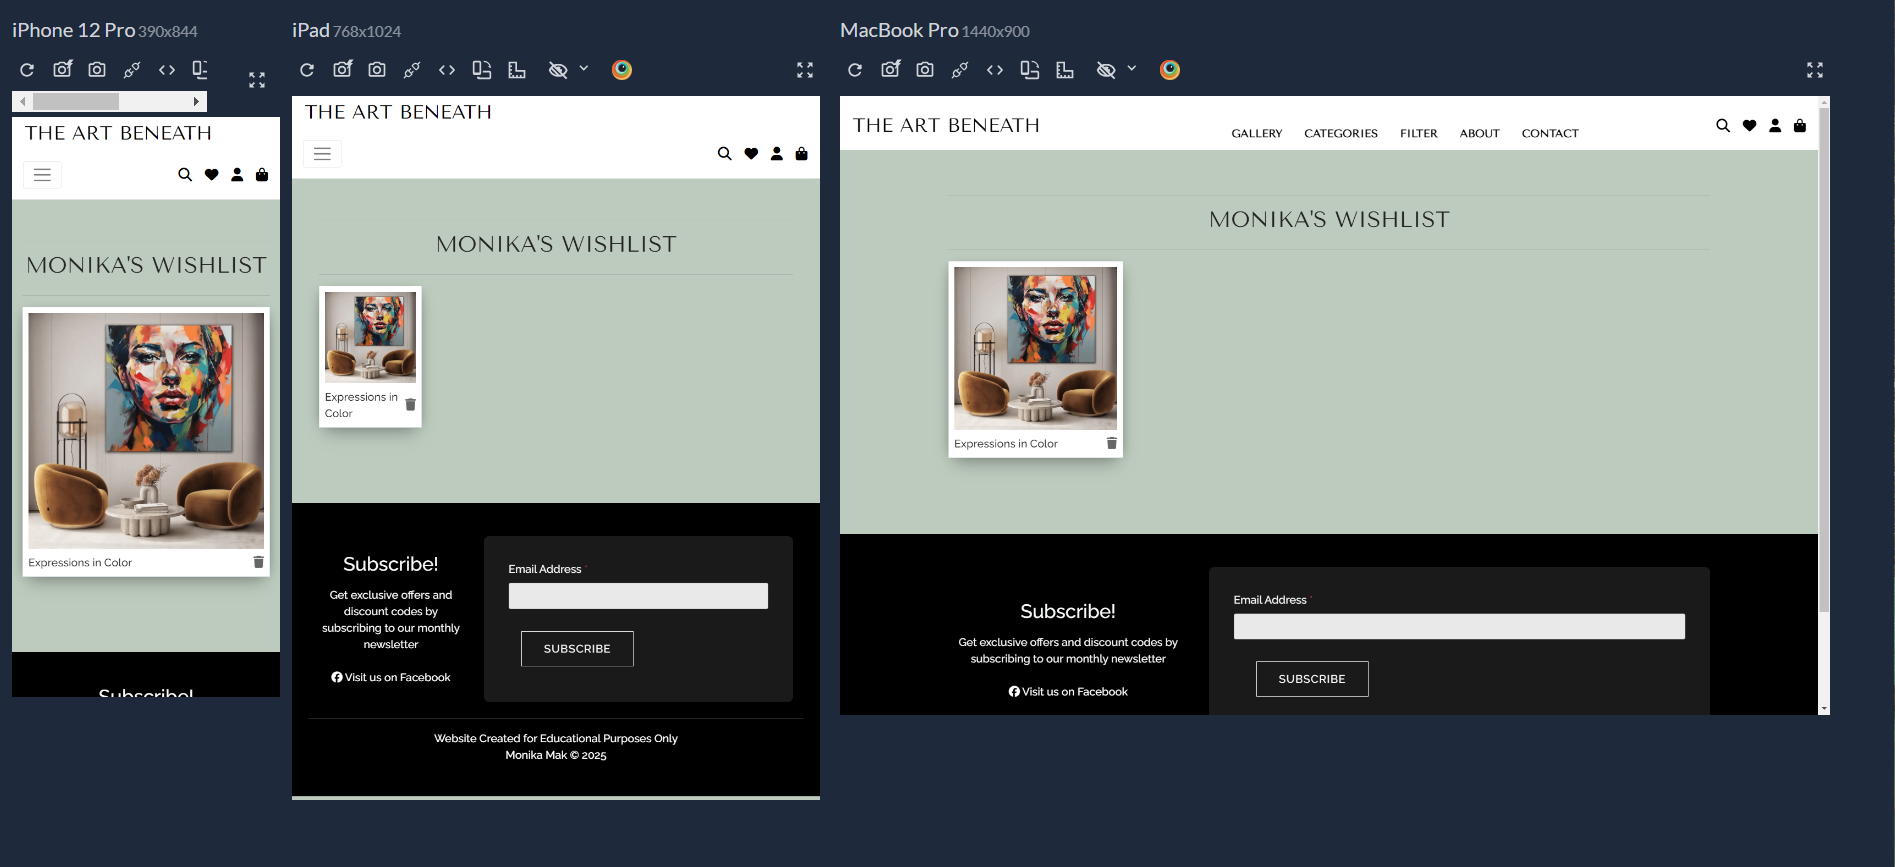 iPhone 12 Pro 390x844
THE ART BENEATH
MONIKA'S WISHLIST
Expressions in Color
Subscribe!
iPad 768x1024
THE ART BENEATH
MONIKA'S WISHLIST
Expressions in
Color
Subscribe!
Get exclusive offers and
discount codes by
subscribing to our monthly
newsletter
Visit us on Facebook
Email Address *
SUBSCRIBE
Website Created for Educational Purposes Only
Monika Mak © 2025
MacBook Pro 1440x900
THE ART BENEATH
GALLERY CATEGORIES FILTER ABOUT CONTACT
MONIKA'S WISHLIST
Expressions in Color
Subscribe!
Get exclusive offers and discount codes by
subscribing to our monthly newsletter
Visit us on Facebook
Email Address *
SUBSCRIBE